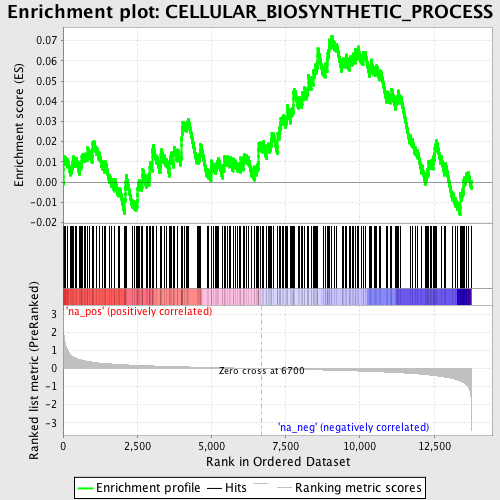 Enrichment plot: CELLULAR_BIOSYNTHETIC_PROCESS
Enrichment score (ES)
0.07
0.06
0.05
0.04
0.03
0.02
0.01
0.00
-0.01
-0.02
'na_pos' (positively correlated)
Ranked list metric (PreRanked)
3
2
1
0
-1
-2
-3
Zero cross at 6700
'na_neg' (negatively correlated)
0
2,500
5,000
7,500
10,000
12,500
Rank in Ordered Dataset
Enrichment profile
Hits
Ranking metric scores